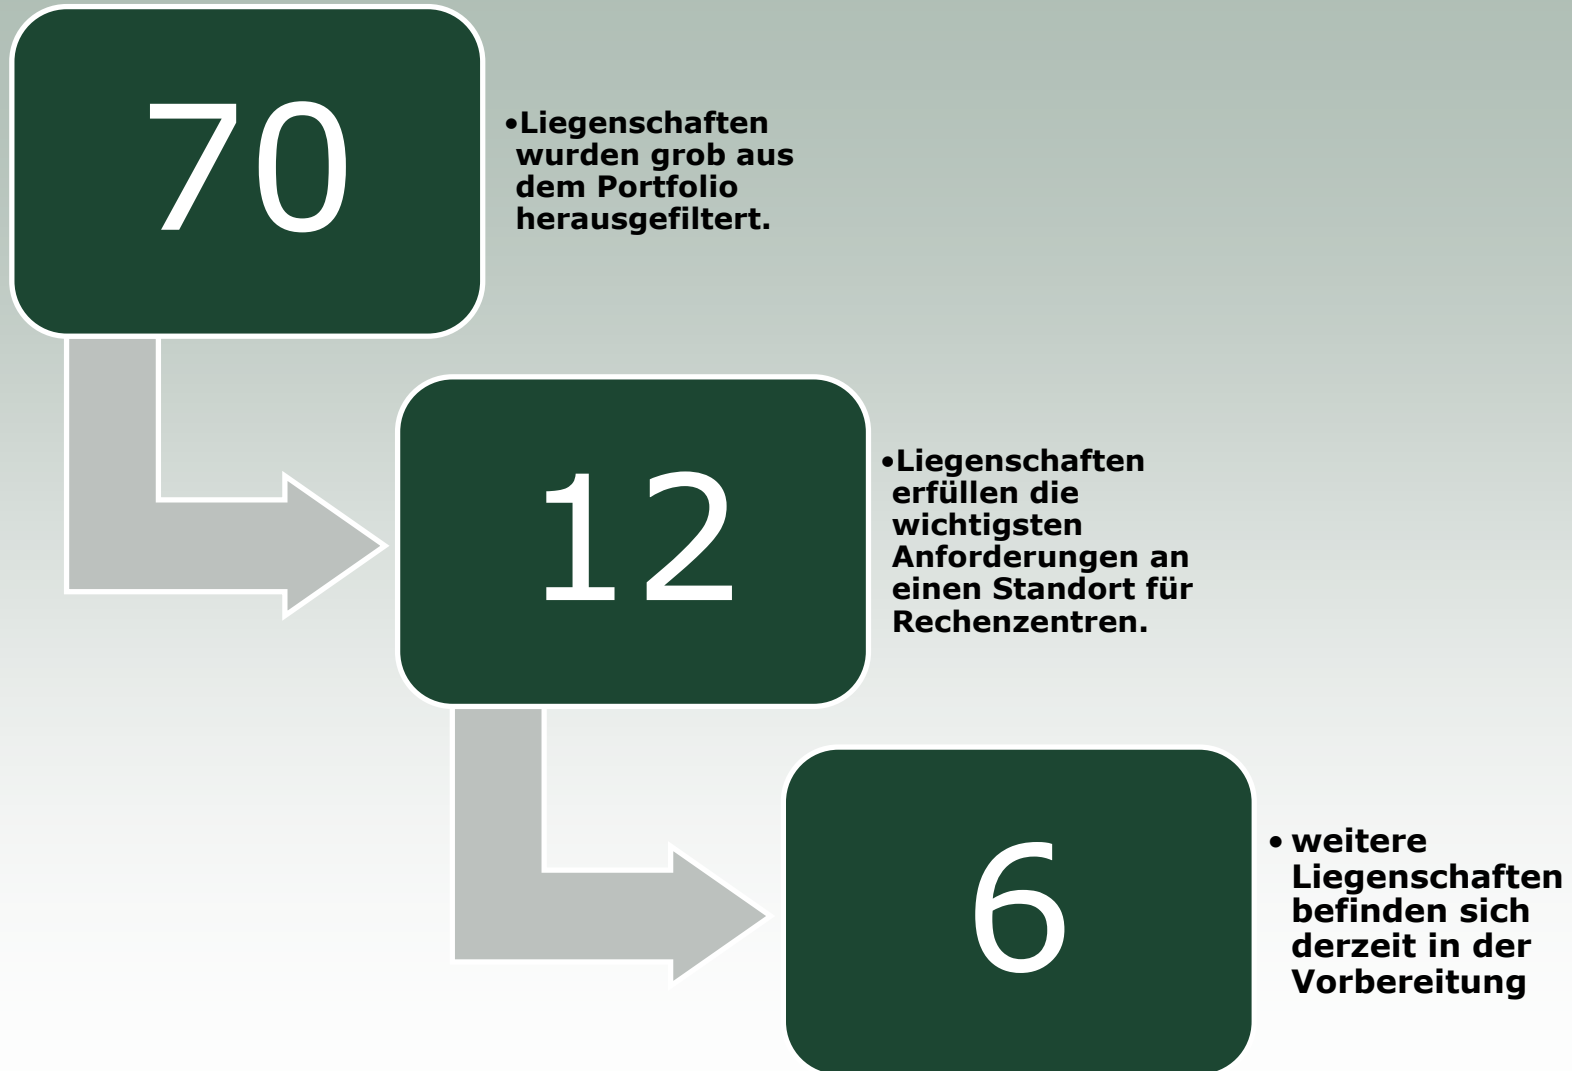 70
•Liegenschaften
wurden grob aus
dem Portfolio
herausgefiltert.
12
•Liegenschaften
erfüllen die
wichtigsten
Anforderungen an
einen Standort für
Rechenzentren.
6
• weitere
Liegenschaften
befinden sich
derzeit in der
Vorbereitung